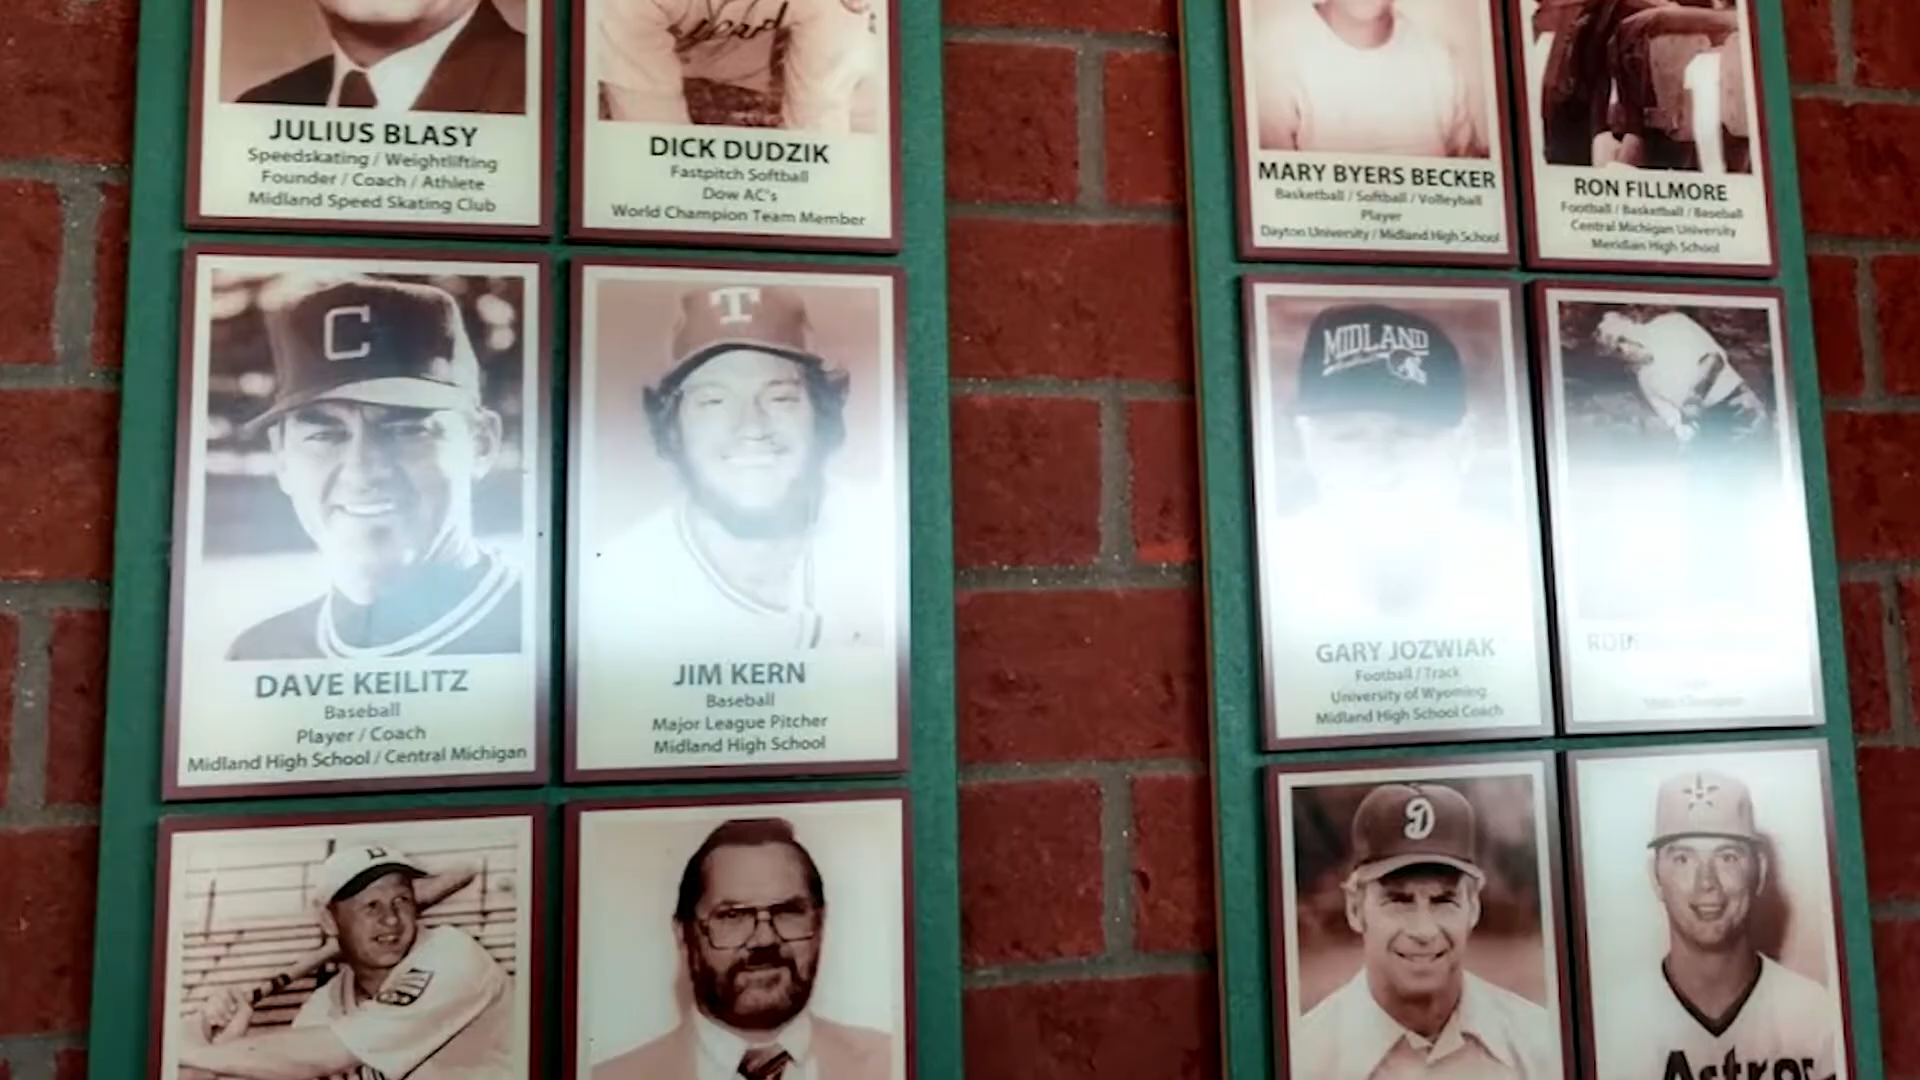 JULIUS BLASY
Speedskating / Weightlifting
Founder / Coach / Athlete
Midland Speed Skating Club
DICK DUDZIK
Fastpitch Softball
Dow AC's
World Champion Team Member
MARY BYERS BECKER
Basketball / Softball / Volleyball
Player
Dayton University / Midland High School
RON FILLMORE
Football / Basketball / Baseball
Central Michigan University
Meridian High School
C
DAVE KEILITZ
Baseball
Player / Coach
Midland High School / Central Michigan
T
JIM KERN
Baseball
Major League Pitcher
Midland High School
MIDLAND
GARY JOZWIAK
Football / Track
University of Wyoming
Midland High School Coach
D
Astros